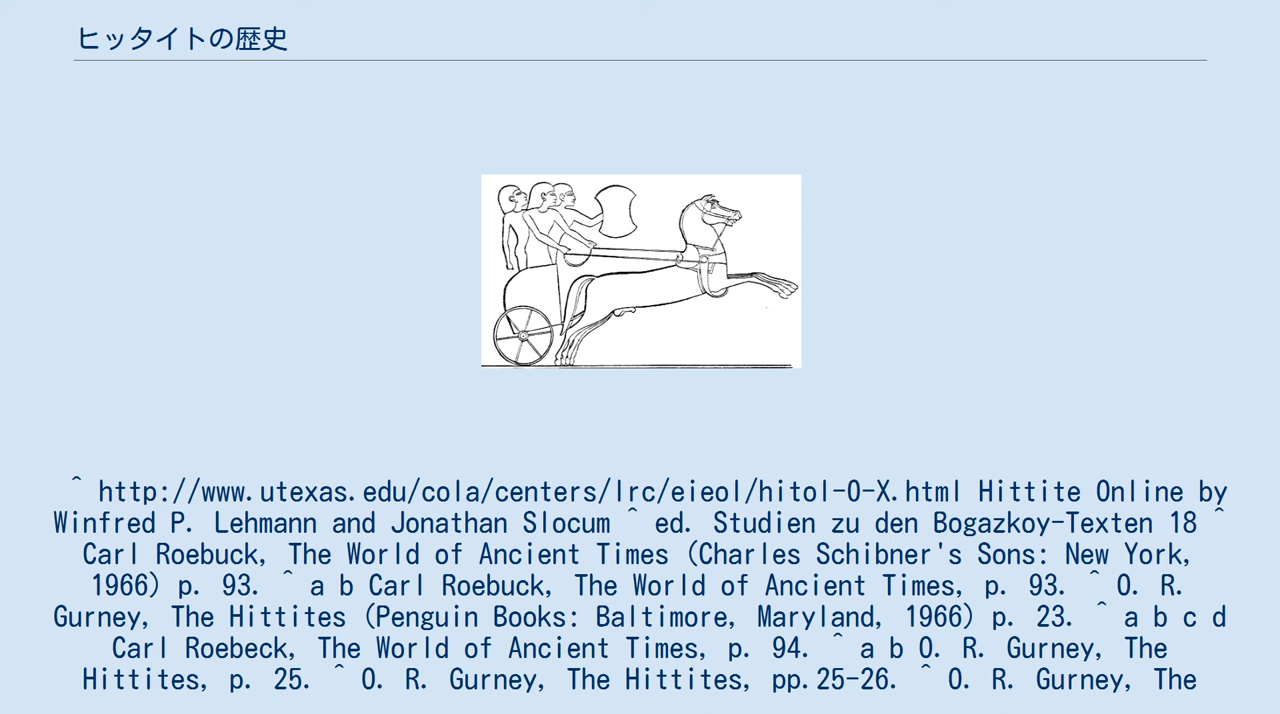 ヒッタイトの歴史
^ http://www.utexas.edu/cola/centers/lrc/eieol/hitol-0-X.html Hittite Online by
Winfred P. Lehmann and Jonathan Slocum ^ ed. Studien zu den Bogazkoy-Texten 18 ^
Carl Roebuck, The World of Ancient Times (Charles Schibner's Sons: New York,
1966) p. 93. ^ a b Carl Roebuck, The World of Ancient Times, p. 93. ^ O. R.
Gurney, The Hittites (Penguin Books: Baltimore, Maryland, 1966) p. 23. ^ a b c d
Carl Roebeck, The World of Ancient Times, p. 94. ^ a b O. R. Gurney, The
Hittites, p. 25. ^ O. R. Gurney, The Hittites, pp.25-26. ^ O. R. Gurney, The